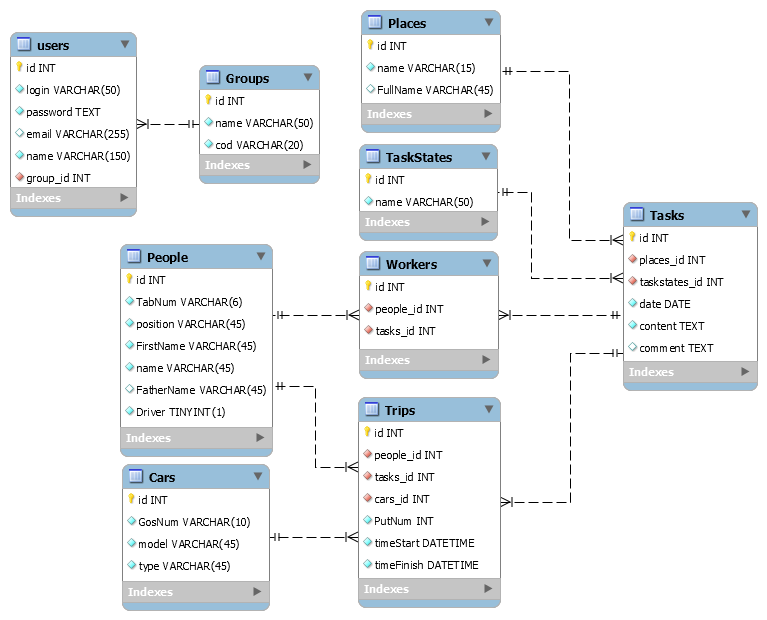 users
id INT
login VARCHAR(50)
password TEXT
email VARCHAR(255)
name VARCHAR(150)
group_id INT
Indexes
Groups
id INT
name VARCHAR(50)
cod VARCHAR(20)
Indexes
Places
id INT
name VARCHAR(15)
FullName VARCHAR(45)
Indexes
TaskStates
id INT
name VARCHAR(50)
Indexes
Tasks
id INT
places_id INT
taskstates_id INT
date DATE
content TEXT
comment TEXT
Indexes
People
id INT
TabNum VARCHAR(6)
position VARCHAR(45)
FirstName VARCHAR(45)
name VARCHAR(45)
FatherName VARCHAR(45)
Driver TINYINT(1)
Indexes
Workers
id INT
people_id INT
tasks_id INT
Indexes
Trips
id INT
people_id INT
tasks_id INT
cars_id INT
PutNum INT
timeStart DATETIME
timeFinish DATETIME
Indexes
Cars
id INT
GosNum VARCHAR(10)
model VARCHAR(45)
type VARCHAR(45)
Indexes